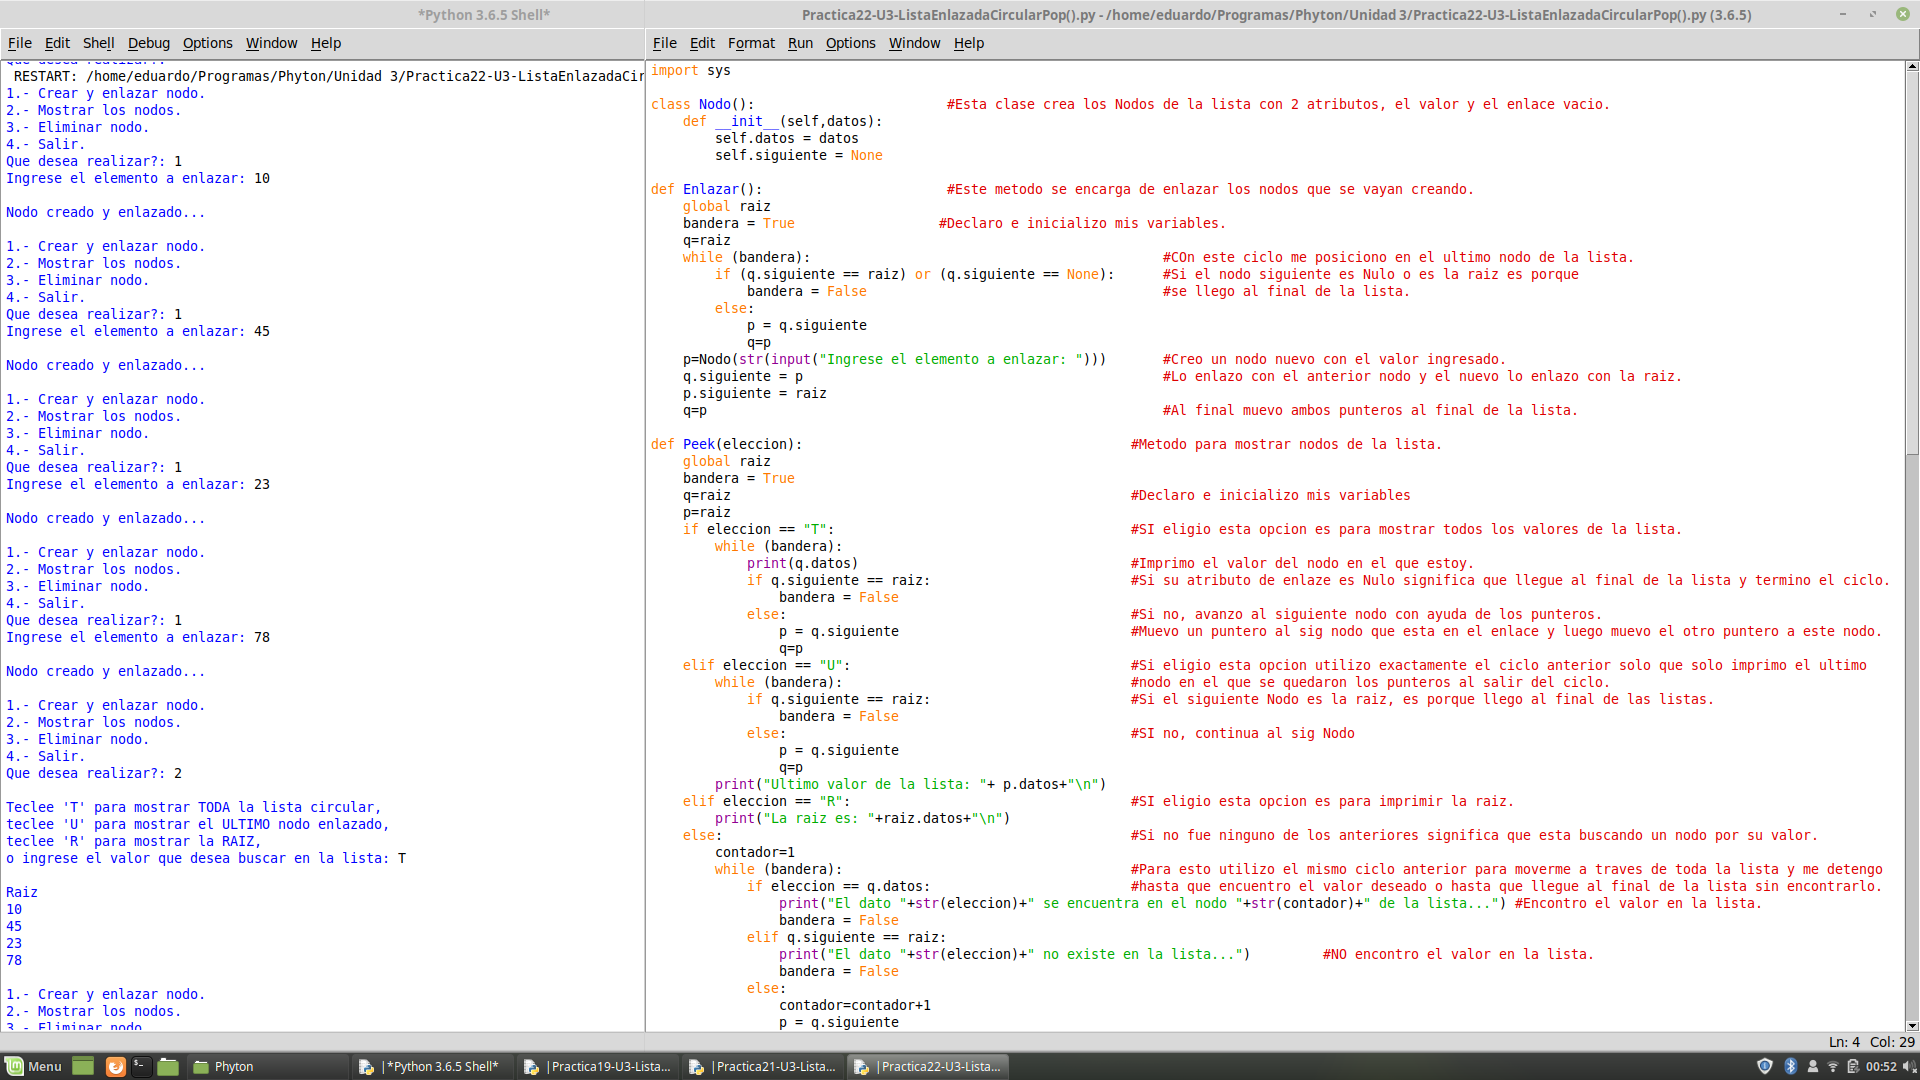 *Python 3.6.5 Shell*
File Edit Shell Debug Options Window Help
Que desea realizar?:
 RESTART: /home/eduardo/Programas/Phyton/Unidad 3/Practica22-U3-ListaEnlazadaCir
1.- Crear y enlazar nodo.
2.- Mostrar los nodos.
3.- Eliminar nodo.
4.- Salir.
Que desea realizar?: 1
Ingrese el elemento a enlazar: 10

Nodo creado y enlazado...

1.- Crear y enlazar nodo.
2.- Mostrar los nodos.
3.- Eliminar nodo.
4.- Salir.
Que desea realizar?: 1
Ingrese el elemento a enlazar: 45

Nodo creado y enlazado...

1.- Crear y enlazar nodo.
2.- Mostrar los nodos.
3.- Eliminar nodo.
4.- Salir.
Que desea realizar?: 1
Ingrese el elemento a enlazar: 23

Nodo creado y enlazado...

1.- Crear y enlazar nodo.
2.- Mostrar los nodos.
3.- Eliminar nodo.
4.- Salir.
Que desea realizar?: 1
Ingrese el elemento a enlazar: 78

Nodo creado y enlazado...

1.- Crear y enlazar nodo.
2.- Mostrar los nodos.
3.- Eliminar nodo.
4.- Salir.
Que desea realizar?: 2

Teclee 'T' para mostrar TODA la lista circular,
teclee 'U' para mostrar el ULTIMO nodo enlazado,
teclee 'R' para mostrar la RAIZ,
o ingrese el valor que desea buscar en la lista: T

Raiz
10
45
23
78

1.- Crear y enlazar nodo.
2.- Mostrar los nodos.
3.- Eliminar nodo.
Practica22-U3-ListaEnlazadaCircularPop().py - /home/eduardo/Programas/Phyton/Unidad 3/Practica22-U3-ListaEnlazadaCircularPop().py (3.6.5)
File Edit Format Run Options Window Help
import sys

class Nodo(): #Esta clase crea los Nodos de la lista con 2 atributos, el valor y el enlace vacio.
    def __init__(self,datos):
        self.datos = datos
        self.siguiente = None

def Enlazar(): #Este metodo se encarga de enlazar los nodos que se vayan creando.
    global raiz
    bandera = True #Declaro e inicializo mis variables.
    q=raiz
    while (bandera): #COn este ciclo me posiciono en el ultimo nodo de la lista.
        if (q.siguiente == raiz) or (q.siguiente == None): #Si el nodo siguiente es Nulo o es la raiz es porque
            bandera = False #se llego al final de la lista.
        else:
            p = q.siguiente
            q=p
    p=Nodo(str(input("Ingrese el elemento a enlazar: "))) #Creo un nodo nuevo con el valor ingresado.
    q.siguiente = p #Lo enlazo con el anterior nodo y el nuevo lo enlazo con la raiz.
    p.siguiente = raiz
    q=p #Al final muevo ambos punteros al final de la lista.

def Peek(eleccion): #Metodo para mostrar nodos de la lista.
    global raiz
    bandera = True
    q=raiz #Declaro e inicializo mis variables
    p=raiz
    if eleccion == "T": #SI eligio esta opcion es para mostrar todos los valores de la lista.
        while (bandera):
            print(q.datos) #Imprimo el valor del nodo en el que estoy.
            if q.siguiente == raiz: #Si su atributo de enlaze es Nulo significa que llegue al final de la lista y termino el ciclo.
                bandera = False
            else: #Si no, avanzo al siguiente nodo con ayuda de los punteros.
                p = q.siguiente #Muevo un puntero al sig nodo que esta en el enlace y luego muevo el otro puntero a este nodo.
                q=p
    elif eleccion == "U": #Si eligio esta opcion utilizo exactamente el ciclo anterior solo que solo imprimo el ultimo
        while (bandera): #nodo en el que se quedaron los punteros al salir del ciclo.
            if q.siguiente == raiz: #Si el siguiente Nodo es la raiz, es porque llego al final de las listas.
                bandera = False
            else: #SI no, continua al sig Nodo
                p = q.siguiente
                q=p
        print("Ultimo valor de la lista: "+ p.datos+"\n")
    elif eleccion == "R": #SI eligio esta opcion es para imprimir la raiz.
        print("La raiz es: "+raiz.datos+"\n")
    else: #Si no fue ninguno de los anteriores significa que esta buscando un nodo por su valor.
        contador=1
        while (bandera): #Para esto utilizo el mismo ciclo anterior para moverme a traves de toda la lista y me detengo
            if eleccion == q.datos: #hasta que encuentro el valor deseado o hasta que llegue al final de la lista sin encontrarlo.
                print("El dato "+str(eleccion)+" se encuentra en el nodo "+str(contador)+" de la lista...") #Encontro el valor en la lista.
                bandera = False
            elif q.siguiente == raiz:
                print("El dato "+str(eleccion)+" no existe en la lista...") #NO encontro el valor en la lista.
                bandera = False
            else:
                contador=contador+1
                p = q.siguiente
Ln: 4 Col: 29
Menu Phyton |*Python 3.6.5 Shell* |Practica19-U3-Lista... |Practica21-U3-Lista... |Practica22-U3-Lista... 00:52